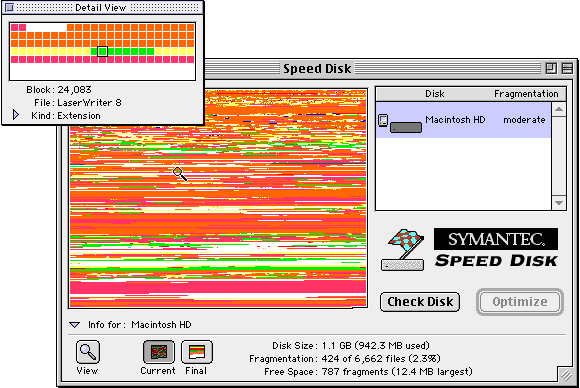 Detail View
Block: 24,083
File: LaserWriter 8
Kind: Extension
Speed Disk
Disk Fragmentation
Macintosh HD moderate
SYMANTEC.
SPEED DISK
Check Disk Optimize
Info for: Macintosh HD
Disk Size: 1.1 GB (942.3 MB used)
Fragmentation: 424 of 6,662 files (2.3%)
Free Space: 787 fragments (12.4 MB largest)
View Current Final